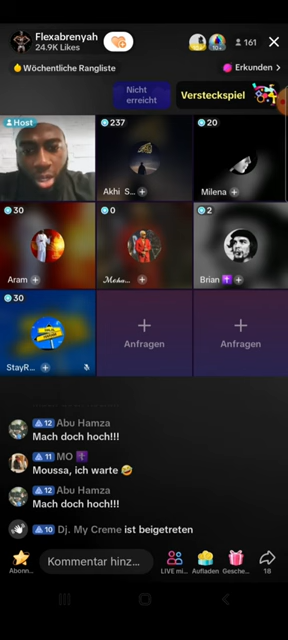 Flexabrenyah
24.9K Likes
161
Wöchentliche Rangliste
Erkunden >
Nicht erreicht
Versteckspiel
Host
237
20
Akhi S...
Milena
30
0
2
Aram
Brian ✝️
30
StayR...
Anfragen
Anfragen
12 Abu Hamza
Mach doch hoch!!!
11 MO ✝️
Moussa, ich warte 🤣
12 Abu Hamza
Mach doch hoch!!!
10 Dj. My Creme ist beigetreten
Kommentar hinz...
Abonn..
LIVE mi...
Aufladen
Gesche...
18